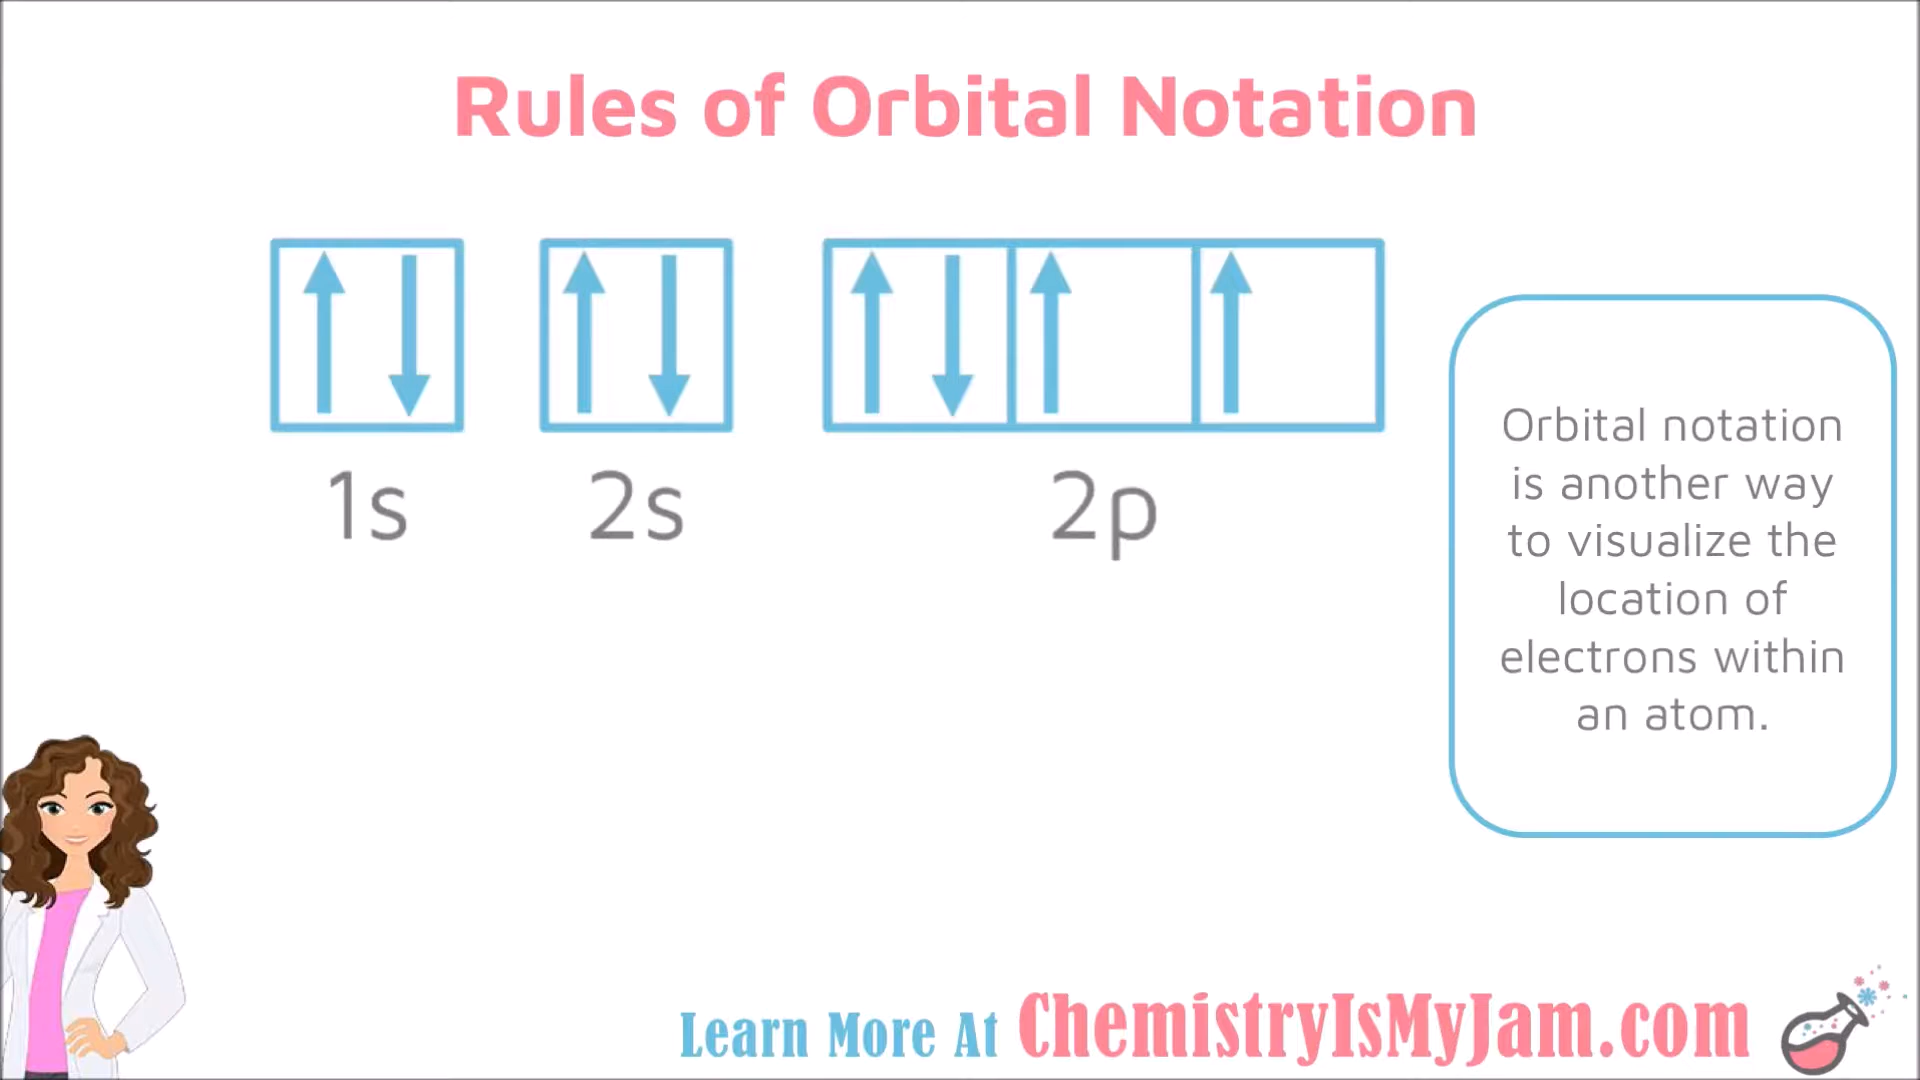 Rules of Orbital Notation
1s 2s 2p
Orbital notation
is another way
to visualize the
location of
electrons within
an atom.
Learn More At ChemistryIsMyJam.com